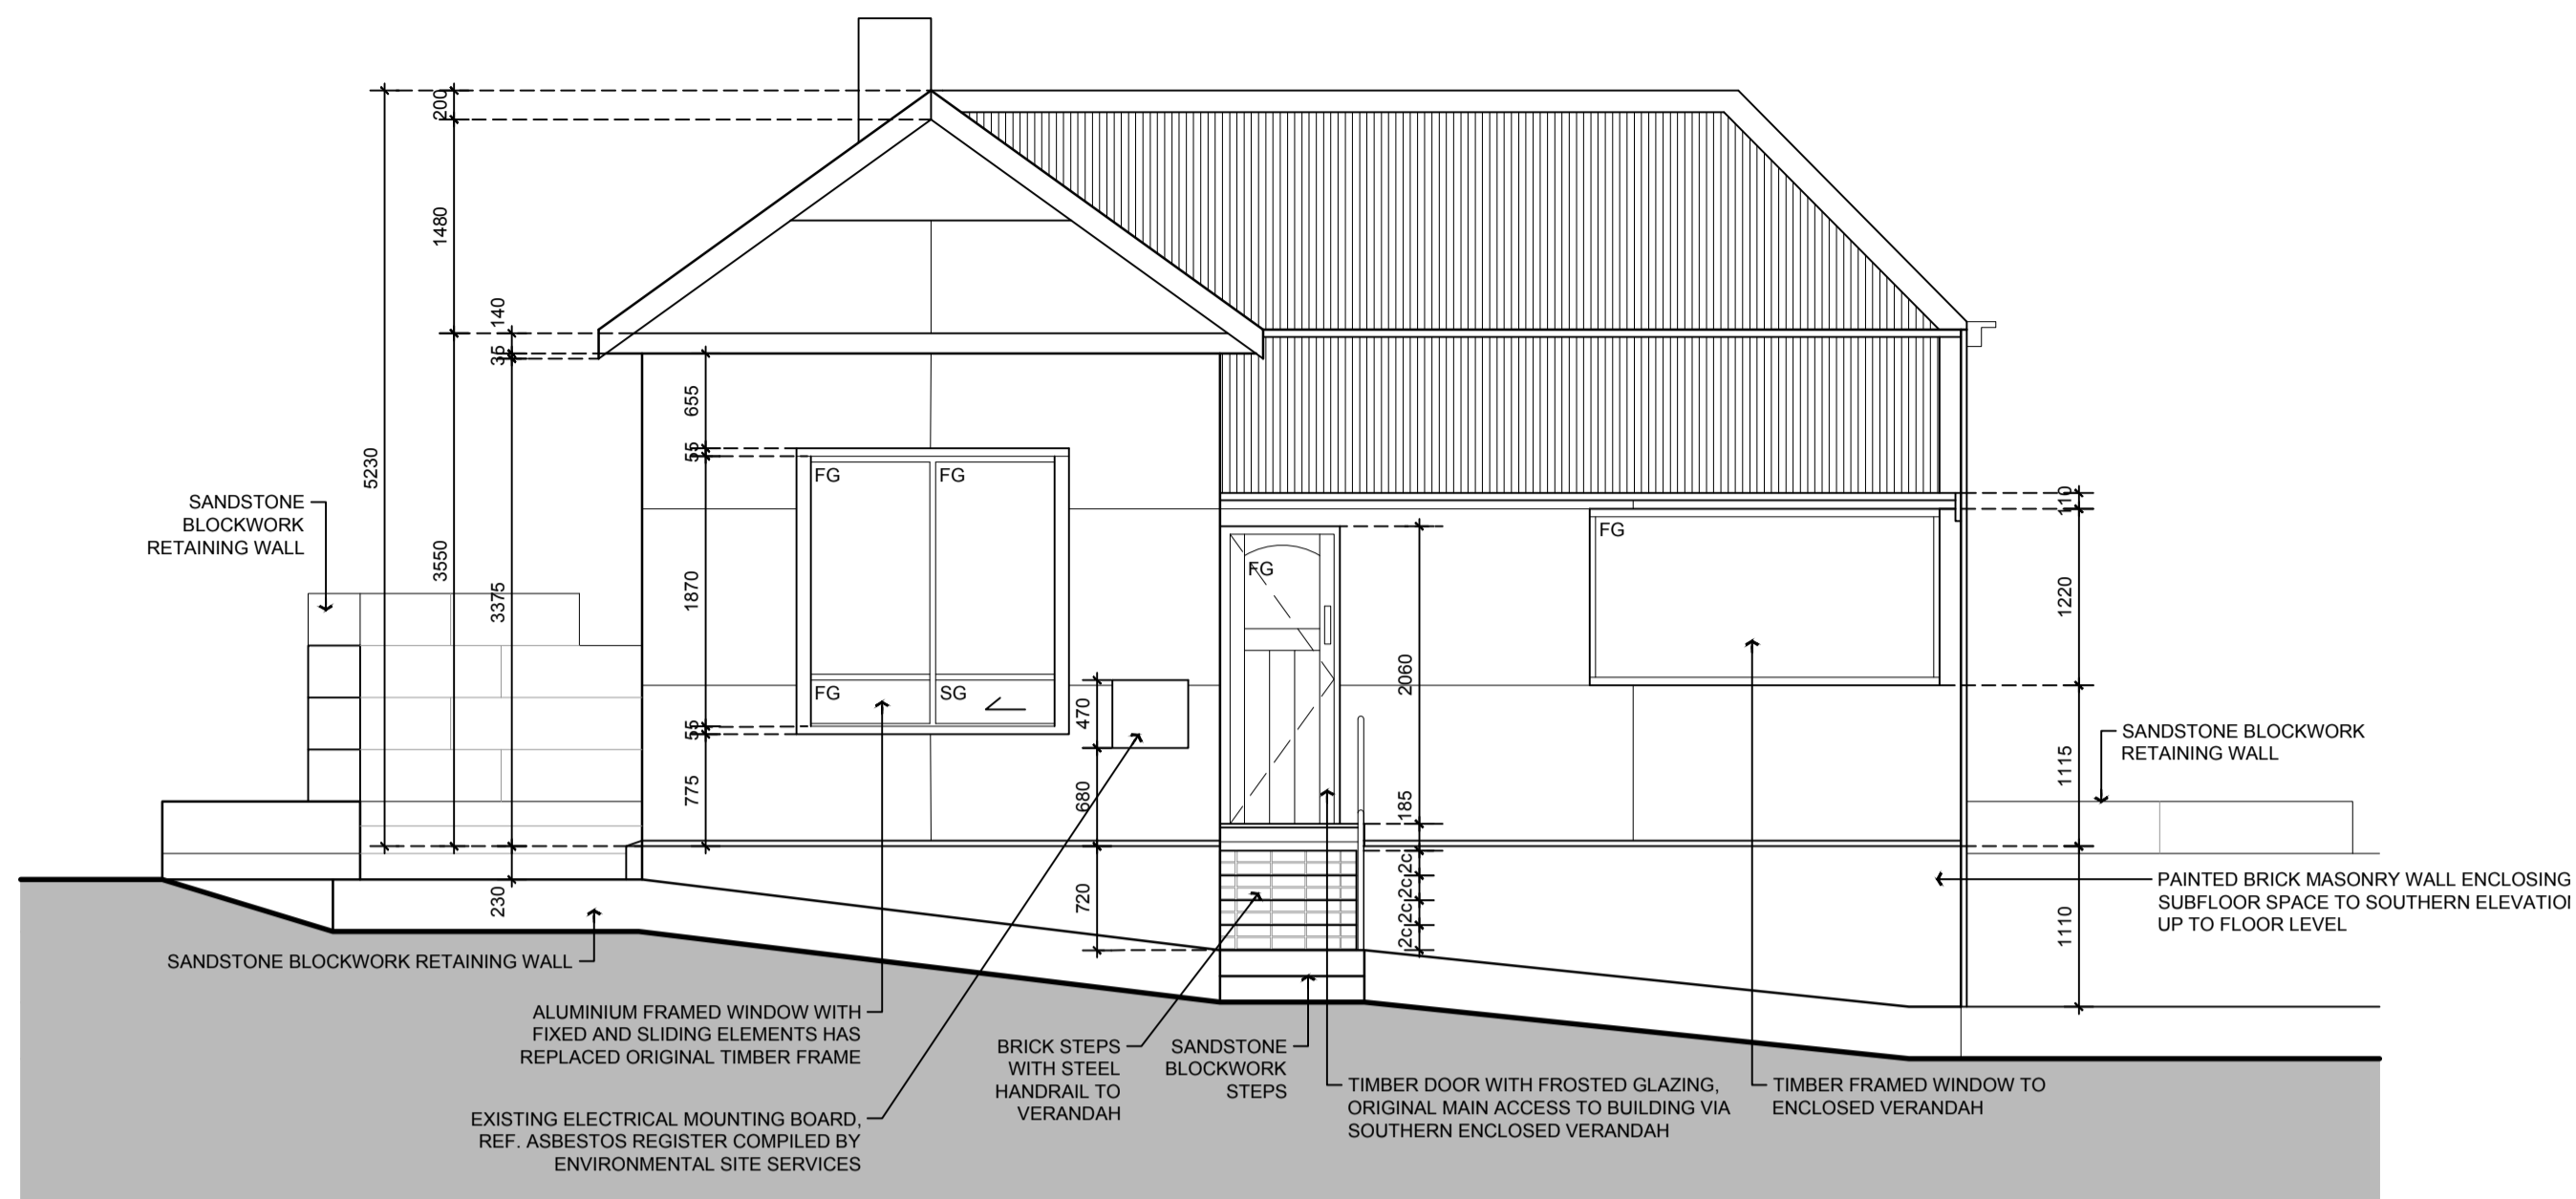 200
1480
140
35
5230
3550
3375
230
655
55
1870
55
775
FG
FG
FG
SG
470
680
720
FG
2060
185
2c
2c
2c
2c
FG
110
1220
1115
1110
SANDSTONE
BLOCKWORK
RETAINING WALL
SANDSTONE BLOCKWORK
RETAINING WALL
PAINTED BRICK MASONRY WALL ENCLOSING
SUBFLOOR SPACE TO SOUTHERN ELEVATIO
UP TO FLOOR LEVEL
SANDSTONE BLOCKWORK RETAINING WALL
ALUMINIUM FRAMED WINDOW WITH
FIXED AND SLIDING ELEMENTS HAS
REPLACED ORIGINAL TIMBER FRAME
EXISTING ELECTRICAL MOUNTING BOARD,
REF. ASBESTOS REGISTER COMPILED BY
ENVIRONMENTAL SITE SERVICES
BRICK STEPS
WITH STEEL
HANDRAIL TO
VERANDAH
SANDSTONE
BLOCKWORK
STEPS
TIMBER DOOR WITH FROSTED GLAZING,
ORIGINAL MAIN ACCESS TO BUILDING VIA
SOUTHERN ENCLOSED VERANDAH
TIMBER FRAMED WINDOW TO
ENCLOSED VERANDAH